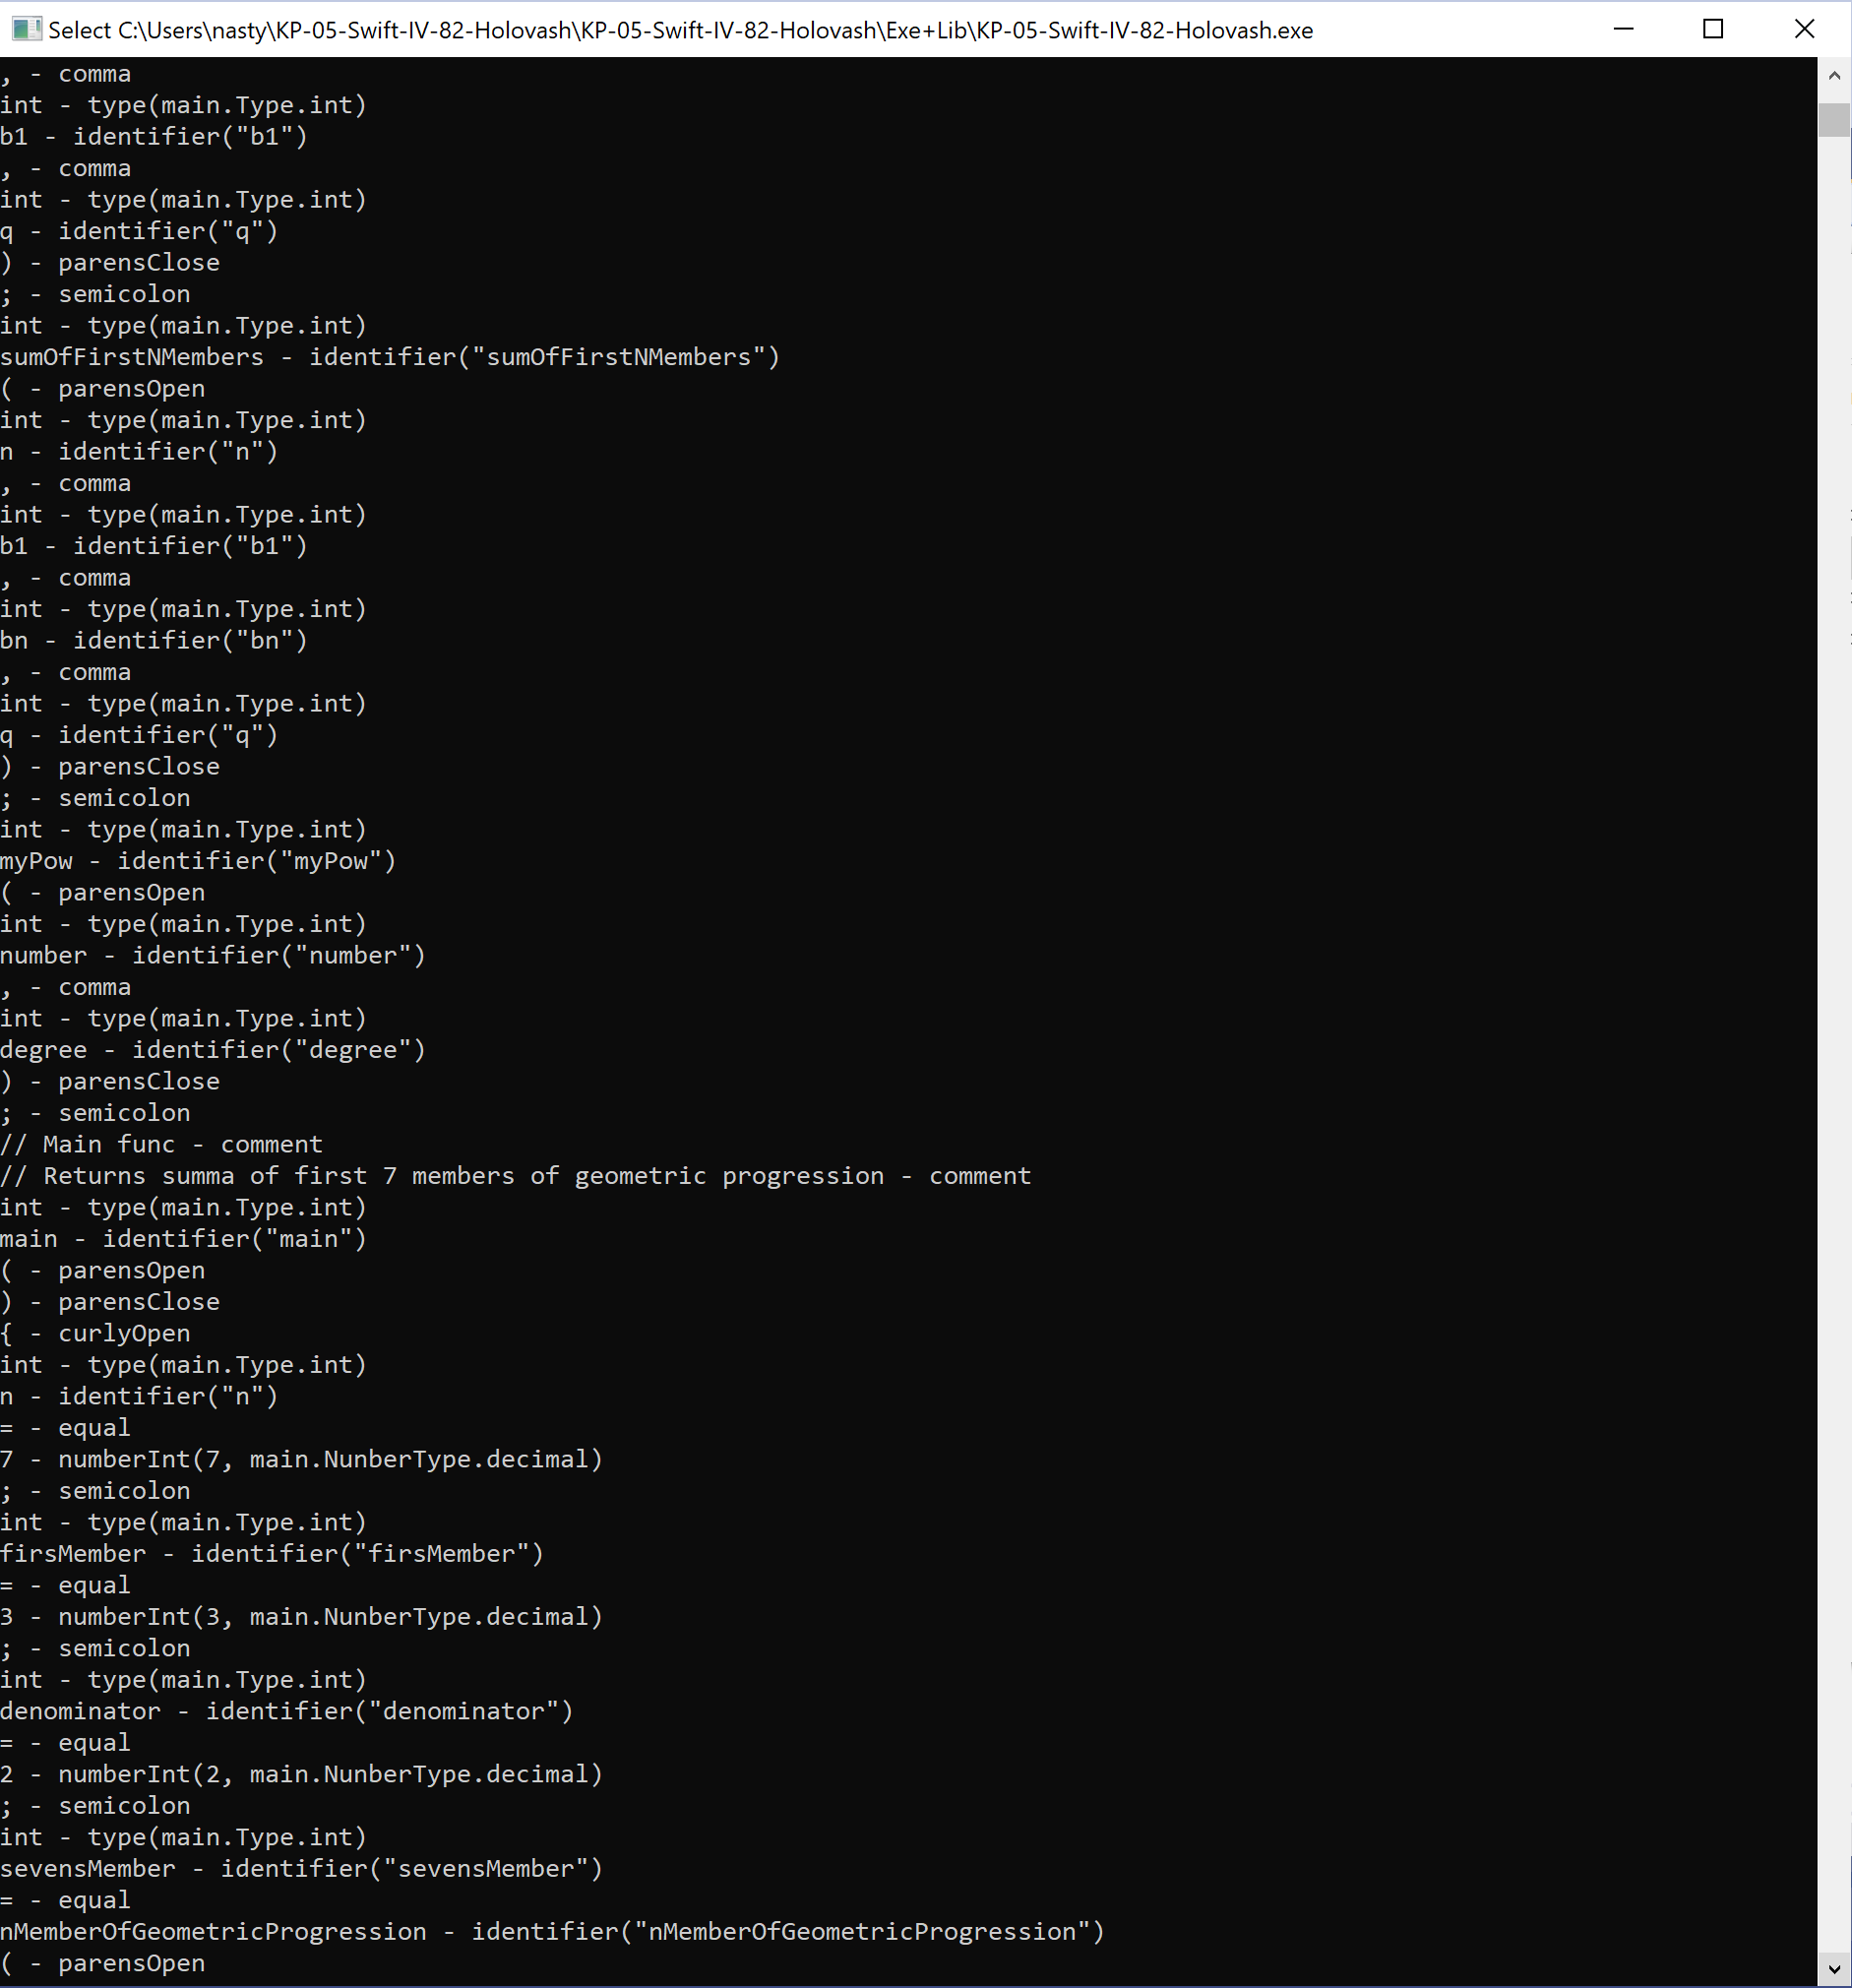 Select C:\Users\nasty\KP-05-Swift-IV-82-Holovash\KP-05-Swift-IV-82-Holovash\Exe+Lib\KP-05-Swift-IV-82-Holovash.exe
, - comma
int - type(main.Type.int)
b1 - identifier("b1")
, - comma
int - type(main.Type.int)
q - identifier("q")
) - parensClose
; - semicolon
int - type(main.Type.int)
sumOfFirstNMembers - identifier("sumOfFirstNMembers")
( - parensOpen
int - type(main.Type.int)
n - identifier("n")
, - comma
int - type(main.Type.int)
b1 - identifier("b1")
, - comma
int - type(main.Type.int)
bn - identifier("bn")
, - comma
int - type(main.Type.int)
q - identifier("q")
) - parensClose
; - semicolon
int - type(main.Type.int)
myPow - identifier("myPow")
( - parensOpen
int - type(main.Type.int)
number - identifier("number")
, - comma
int - type(main.Type.int)
degree - identifier("degree")
) - parensClose
; - semicolon
// Main func - comment
// Returns summa of first 7 members of geometric progression - comment
int - type(main.Type.int)
main - identifier("main")
( - parensOpen
) - parensClose
{ - curlyOpen
int - type(main.Type.int)
n - identifier("n")
= - equal
7 - numberInt(7, main.NunberType.decimal)
; - semicolon
int - type(main.Type.int)
firsMember - identifier("firsMember")
= - equal
3 - numberInt(3, main.NunberType.decimal)
; - semicolon
int - type(main.Type.int)
denominator - identifier("denominator")
= - equal
2 - numberInt(2, main.NunberType.decimal)
; - semicolon
int - type(main.Type.int)
sevensMember - identifier("sevensMember")
= - equal
nMemberOfGeometricProgression - identifier("nMemberOfGeometricProgression")
( - parensOpen